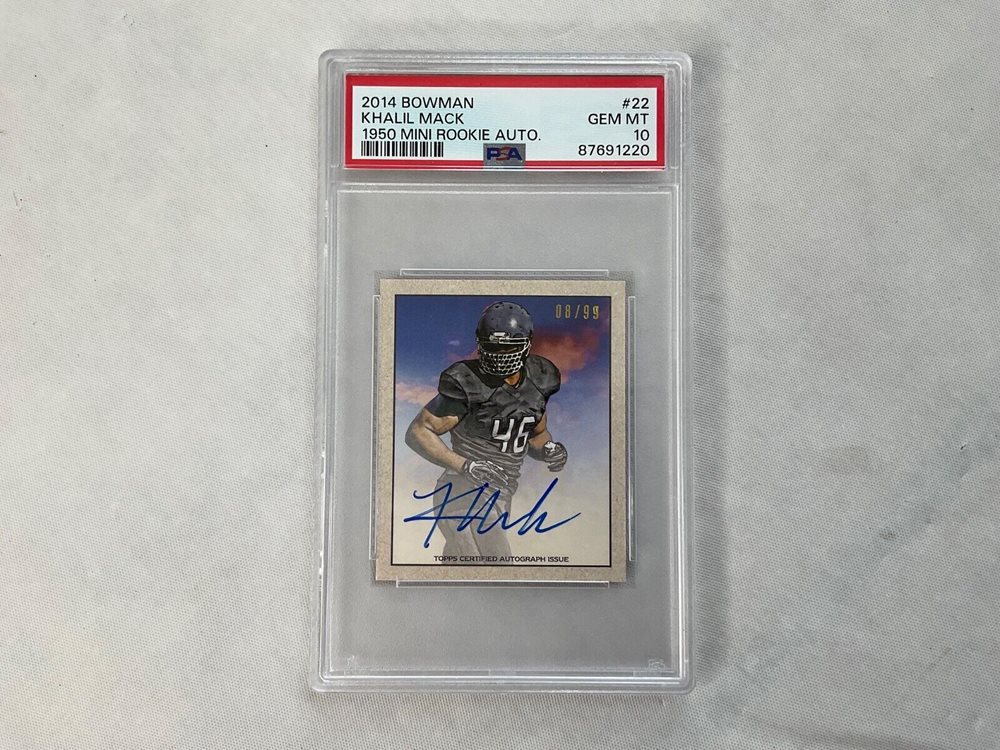 2014 BOWMAN #22
KHALIL MACK GEM MT
1950 MINI ROOKIE AUTO. 10
PSA 87691220
08/99
46
K Mack
TOPPS CERTIFIED AUTOGRAPH ISSUE